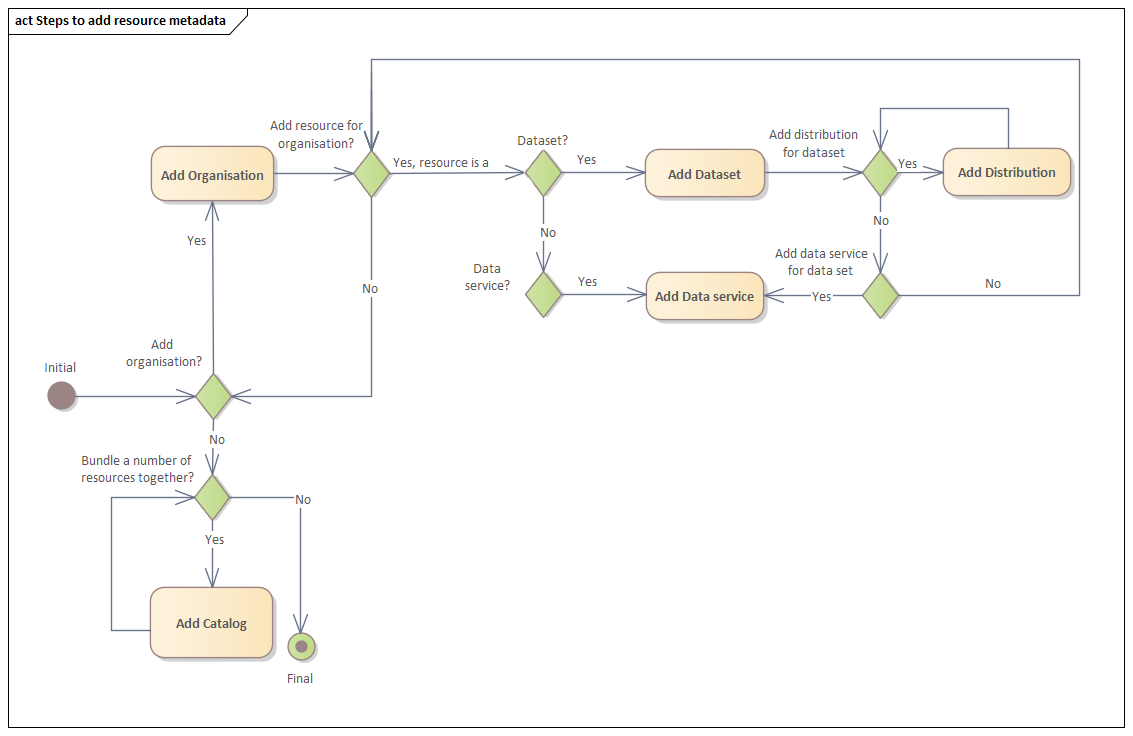 act Steps to add resource metadata
Add resource for
organisation?
Dataset?
Add distribution
for dataset
Add Organisation
Yes, resource is a
Yes
Add Dataset
Yes
Add Distribution
Yes
No
No
Data
service?
Yes
Add Data service
Add data service
for data set
Yes
No
No
Add
organisation?
Initial
No
Bundle a number of
resources together?
No
Yes
Add Catalog
Final